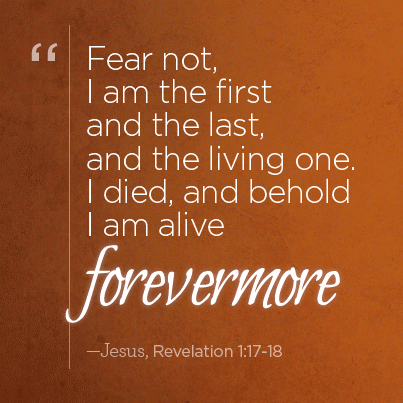 “
Fear not,
I am the first
and the last,
and the living one.
I died, and behold
I am alive
forevermore
—Jesus, Revelation 1:17-18